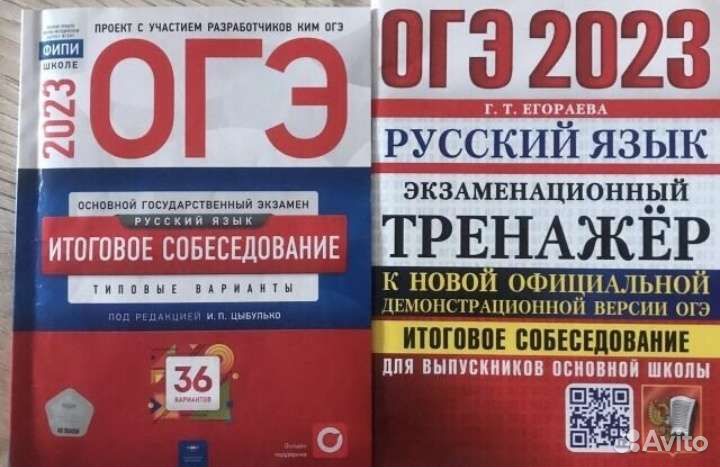 ПРОЕКТ С УЧАСТИЕМ РАЗРАБОТЧИКОВ КИМ ОГЭ
ФИПИ
ШКОЛЕ
2023
ОГЭ
ОСНОВНОЙ ГОСУДАРСТВЕННЫЙ ЭКЗАМЕН
РУССКИЙ ЯЗЫК
ИТОГОВОЕ СОБЕСЕДОВАНИЕ
ТИПОВЫЕ ВАРИАНТЫ
ПОД РЕДАКЦИЕЙ И.П. ЦЫБУЛЬКО
36
ВАРИАНТОВ
Онлайн-
поддержка
ОГЭ 2023
Г. Т. ЕГОРАЕВА
РУССКИЙ ЯЗЫК
ЭКЗАМЕНАЦИОННЫЙ
ТРЕНАЖЁР
К НОВОЙ ОФИЦИАЛЬНОЙ
ДЕМОНСТРАЦИОННОЙ ВЕРСИИ ОГЭ
ИТОГОВОЕ СОБЕСЕДОВАНИЕ
ДЛЯ ВЫПУСКНИКОВ ОСНОВНОЙ ШКОЛЫ
Avito